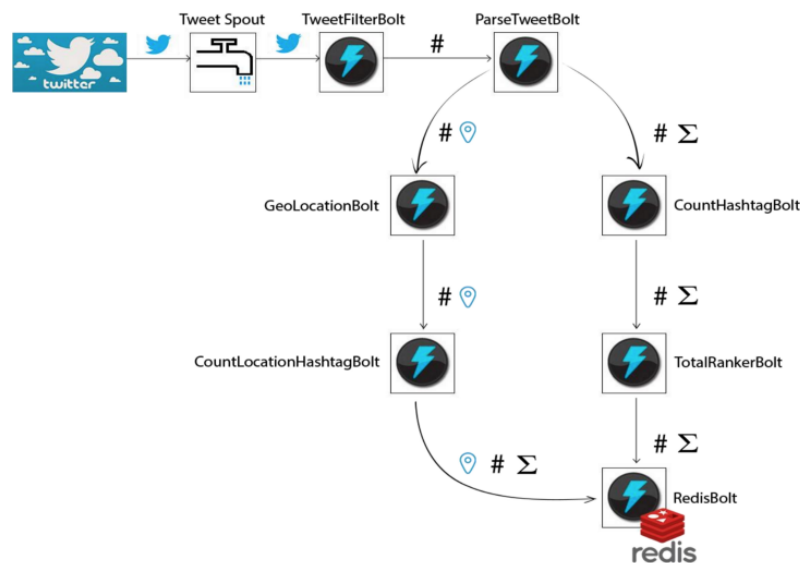 Tweet Spout
TweetFilterBolt
ParseTweetBolt
twitter
#
# 
# Σ
GeoLocationBolt
CountHashtagBolt
#
# Σ
CountLocationHashtagBolt
TotalRankerBolt
# Σ
# Σ
RedisBolt
redis